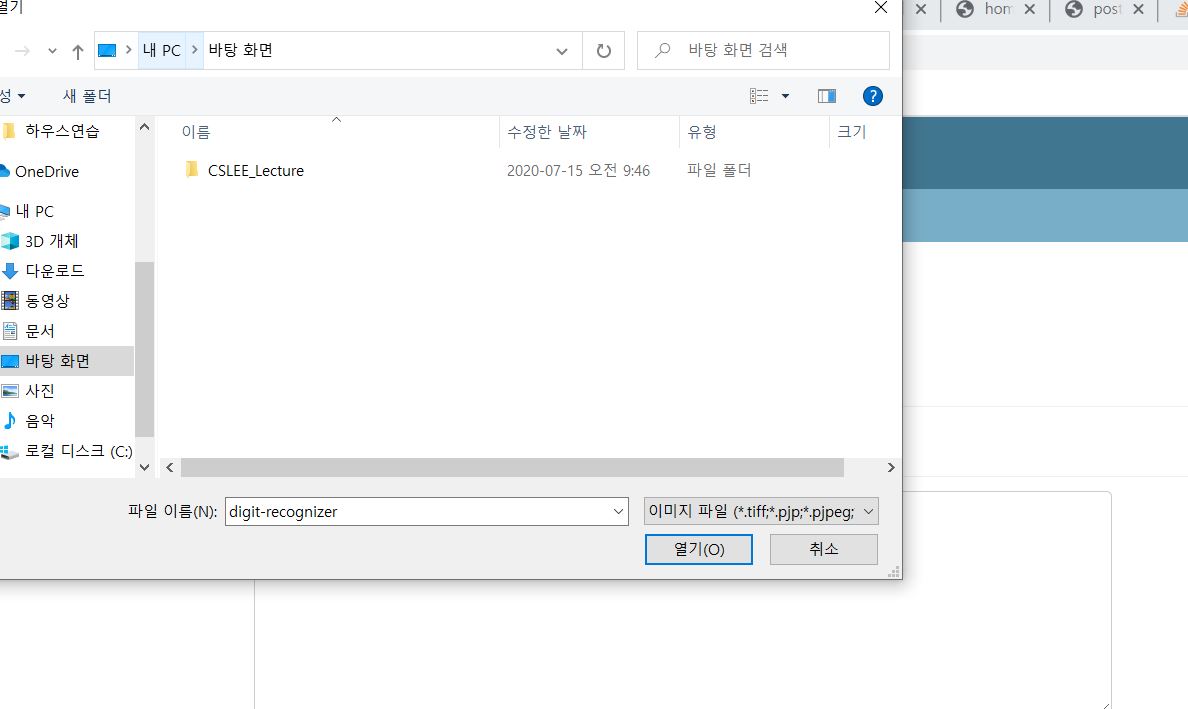 열기
hom
post
내 PC
바탕 화면
바탕 화면 검색
성
새 폴더
하우스연습
OneDrive
내 PC
3D 개체
다운로드
동영상
문서
바탕 화면
사진
음악
로컬 디스크 (C:)
이름
수정한 날짜
유형
크기
CSLEE_Lecture
2020-07-15 오전 9:46
파일 폴더
파일 이름(N):
digit-recognizer
이미지 파일 (*.tiff;*.pjp;*.pjpeg;
열기(O)
취소